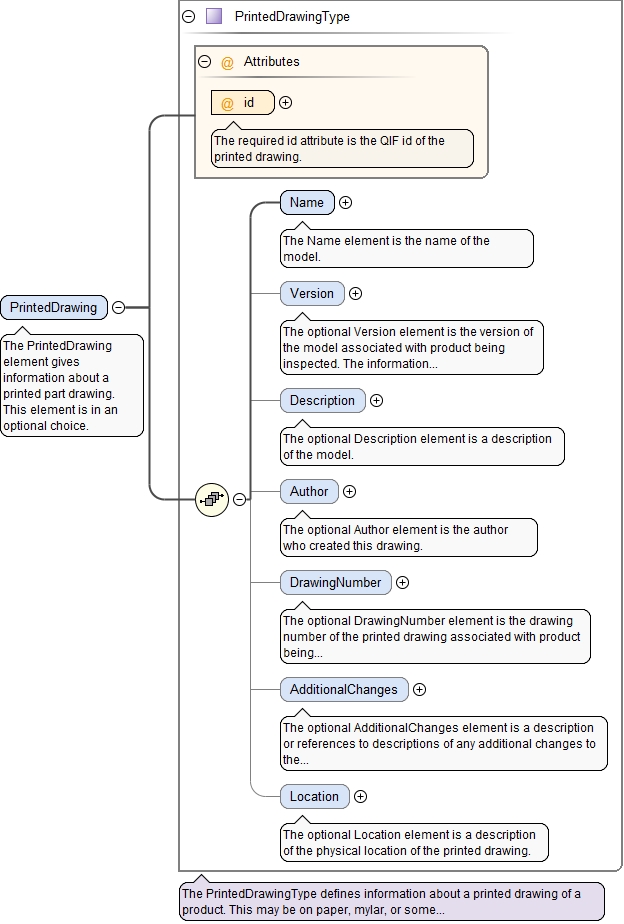 PrintedDrawingType
@ Attributes
@ id
The required id attribute is the QIF id of the
printed drawing.
Name
The Name element is the name of the
model.
Version
The optional Version element is the version of
the model associated with product being
inspected. The information...
PrintedDrawing
The PrintedDrawing
element gives
information about a
printed part drawing.
This element is in an
optional choice.
Description
The optional Description element is a description
of the model.
Author
The optional Author element is the author
who created this drawing.
DrawingNumber
The optional DrawingNumber element is the drawing
number of the printed drawing associated with product
being...
AdditionalChanges
The optional AdditionalChanges element is a description
or references to descriptions of any additional changes to
the...
Location
The optional Location element is a description
of the physical location of the printed drawing.
The PrintedDrawingType defines information about a printed drawing of a
product. This may be on paper, mylar, or some...